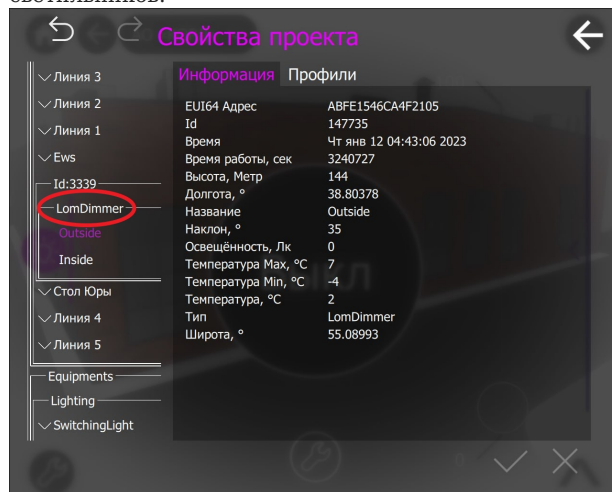 Свойства проекта
Линия 3
Линия 2
Линия 1
Ews
Id:3339
LomDimmer
Outside
Inside
Стол Юры
Линия 4
Линия 5
Equipments
Lighting
SwitchingLight
Информация Профили
EUI64 Адрес ABFE1546CA4F2105
Id 147735
Время Чт янв 12 04:43:06 2023
Время работы, сек 3240727
Высота, Метр 144
Долгота, ° 38.80378
Название Outside
Наклон, ° 35
Освещённость, Лк 0
Температура Max, °C 7
Температура Min, °C -4
Температура, °C 2
Тип LomDimmer
Широта, ° 55.08993